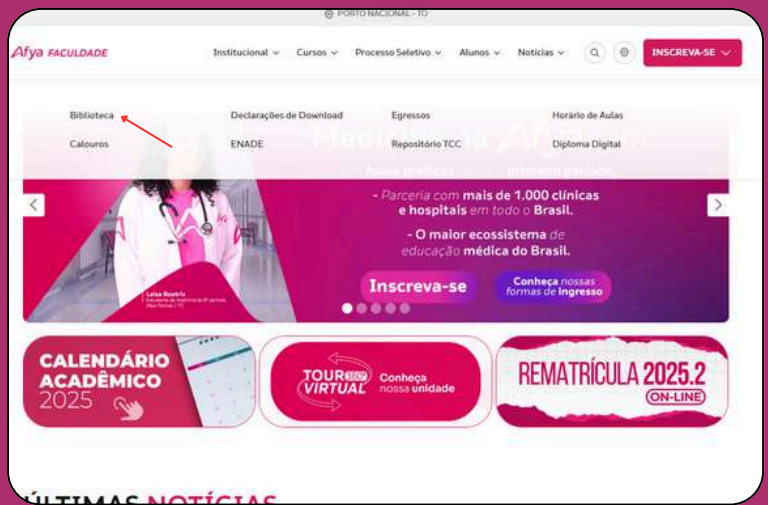 PORTO NACIONAL - TO
Afya FACULDADE
Institucional
Cursos
Processo Seletivo
Alunos
Notícias
INSCREVA-SE
Biblioteca
Declarações de Download
Egressos
Horário de Aulas
Calouros
ENADE
Repositório TCC
Diploma Digital
- Parceria com mais de 1.000 clínicas
e hospitais em todo o Brasil.
- O maior ecossistema de
educação médica do Brasil.
Inscreva-se
Conheça nossas
formas de ingresso
CALENDÁRIO
ACADÊMICO
2025
TOUR 360°
VIRTUAL
Conheça
nossa unidade
REMATRÍCULA 2025.2
(ON-LINE)
ÚLTIMAS NOTÍCIAS